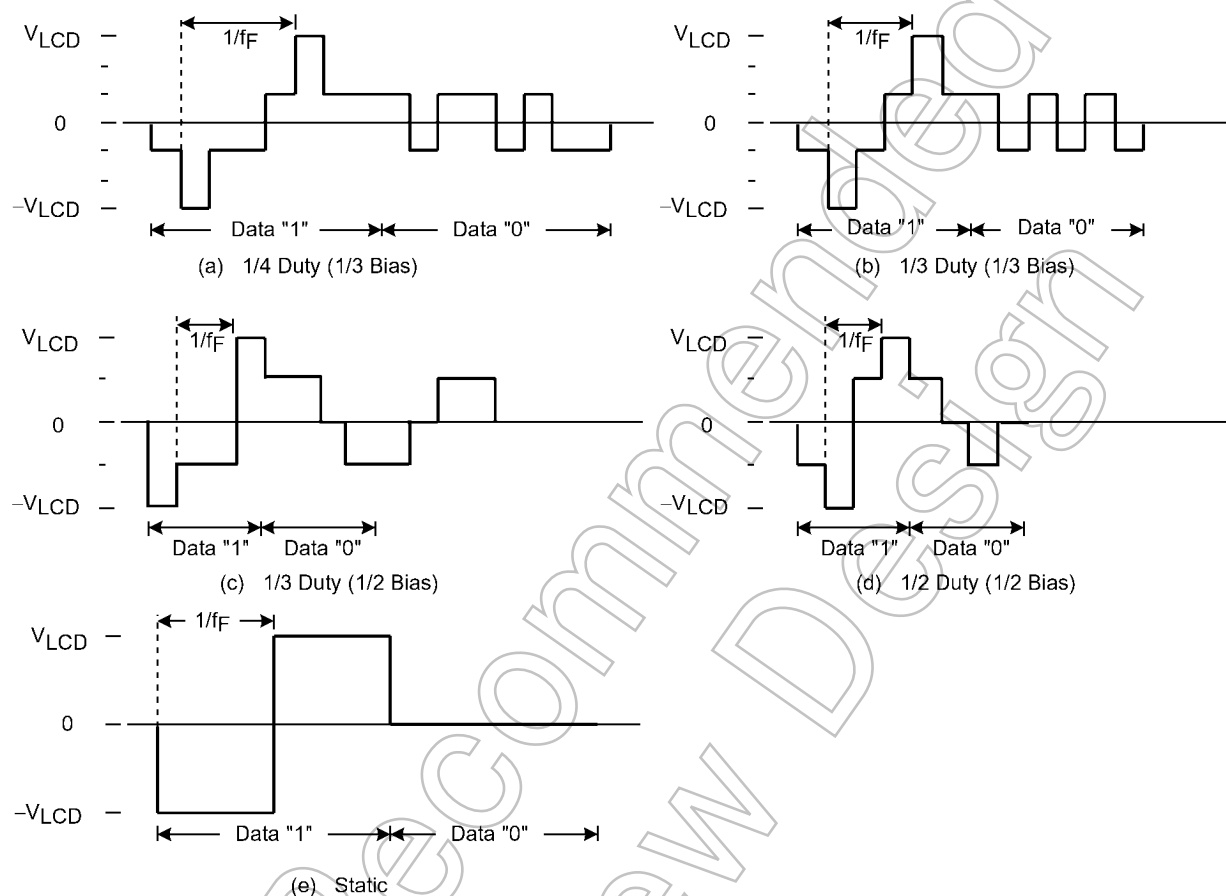 1/fF
VLCD
0
−VLCD
Data "1"
Data "0"
(a) 1/4 Duty (1/3 Bias)
1/fF
VLCD
0
−VLCD
Data "1"
Data "0"
(b) 1/3 Duty (1/3 Bias)
1/fF
VLCD
0
−VLCD
Data "1"
Data "0"
(c) 1/3 Duty (1/2 Bias)
1/fF
VLCD
0
−VLCD
Data "1"
Data "0"
(d) 1/2 Duty (1/2 Bias)
1/fF
VLCD
0
−VLCD
Data "1"
Data "0"
(e) Static
ecommended
ew Design